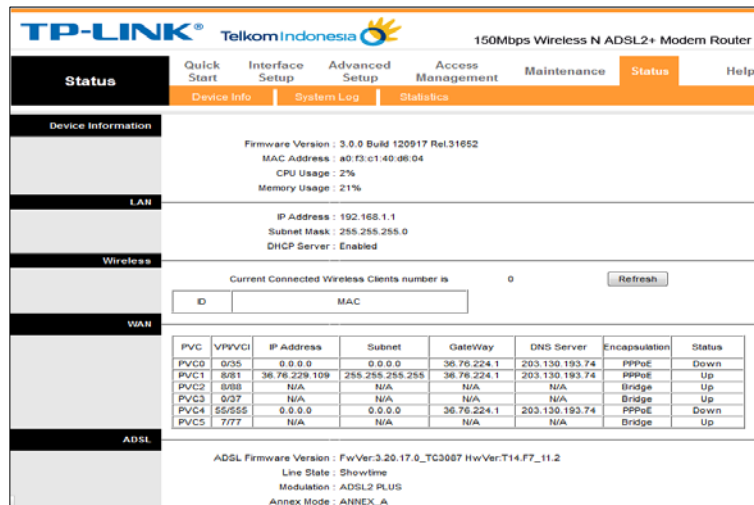 TP-LINK® Telkom Indonesia
150Mbps Wireless N ADSL2+ Modem Router
Status
Quick Start Interface Setup Advanced Setup Access Management Maintenance Status Help
Device Info System Log Statistics
Device Information
Firmware Version : 3.0.0 Build 120917 Rel.31652
MAC Address : a0:f3:c1:40:d6:04
CPU Usage : 2%
Memory Usage : 21%
LAN
IP Address : 192.168.1.1
Subnet Mask : 255.255.255.0
DHCP Server : Enabled
Wireless
Current Connected Wireless Clients number is 0 Refresh
ID MAC
WAN
PVC VPI/VCI IP Address Subnet GateWay DNS Server Encapsulation Status
PVC0 0/35 0.0.0.0 0.0.0.0 36.76.224.1 203.130.193.74 PPPoE Down
PVC1 8/81 36.76.229.109 255.255.255.255 36.76.224.1 203.130.193.74 PPPoE Up
PVC2 8/88 N/A N/A N/A N/A Bridge Up
PVC3 0/37 N/A N/A N/A N/A Bridge Up
PVC4 55/555 0.0.0.0 0.0.0.0 36.76.224.1 203.130.193.74 PPPoE Down
PVC5 7/77 N/A N/A N/A N/A Bridge Up
ADSL
ADSL Firmware Version : FwVer:3.20.17.0_TC3087 HwVer:T14.F7_11.2
Line State : Showtime
Modulation : ADSL2 PLUS
Annex Mode : ANNEX_A